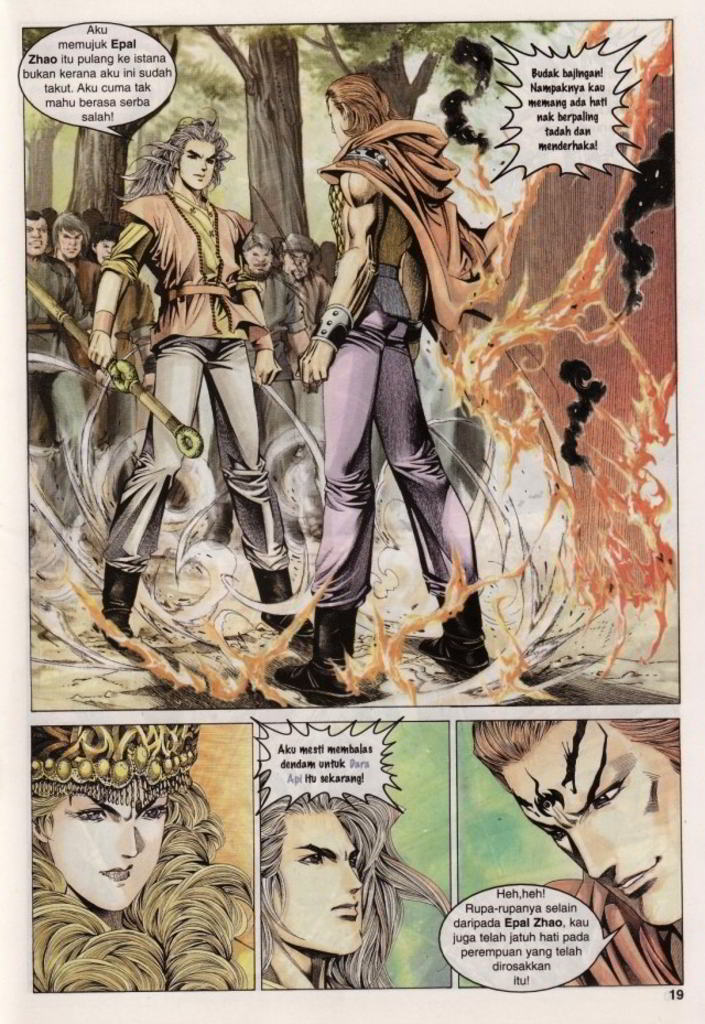 Aku
memujuk Epal
Zhao itu pulang ke istana
bukan kerana aku ini sudah
takut. Aku cuma tak
mahu berasa serba
salah!
Budak bajingan!
Nampaknya kau
memang ada hati
nak berpaling
tadah dan
menderhaka!
Aku mesti membalas
dendam untuk Dara
Api itu sekarang!
Heh,heh!
Rupa-rupanya selain
daripada Epal Zhao, kau
juga telah jatuh hati pada
perempuan yang telah
dirosakkan
itu!
19